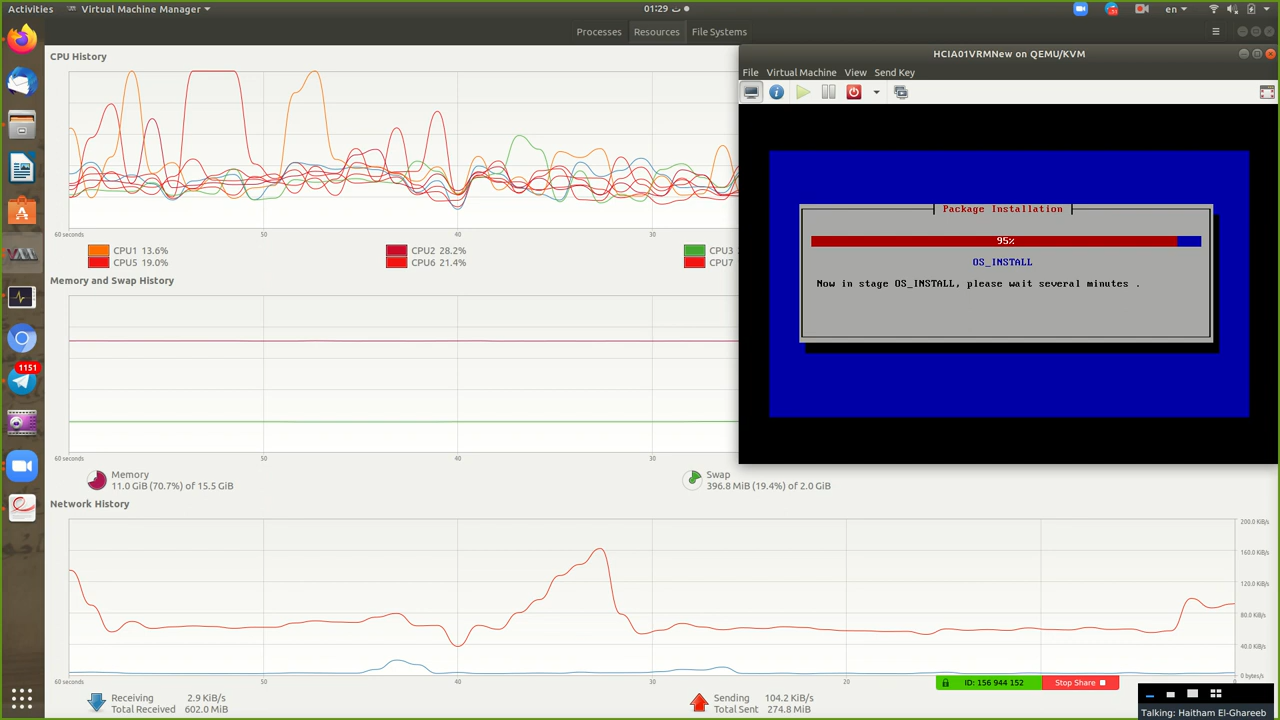 Activities
Virtual Machine Manager
01:29 ت
en
Processes
Resources
File Systems
CPU History
60 seconds
50
40
30
CPU1 13.6%
CPU2 28.2%
CPU3
CPU5 19.0%
CPU6 21.4%
CPU7
Memory and Swap History
60 seconds
50
40
30
Memory
11.0 GiB (70.7%) of 15.5 GiB
Swap
396.8 MiB (19.4%) of 2.0 GiB
Network History
200.0 KiB/s
160.0 KiB/s
120.0 KiB/s
80.0 KiB/s
40.0 KiB/s
0 bytes/s
60 seconds
50
40
30
20
0
Receiving 2.9 KiB/s
Total Received 602.0 MiB
Sending 104.2 KiB/s
Total Sent 274.8 MiB
HCIA01VRMNew on QEMU/KVM
File Virtual Machine View Send Key
Package Installation
95%
OS_INSTALL
Now in stage OS_INSTALL, please wait several minutes .
1151
ID: 156 944 152
Stop Share
Talking: Haitham El-Ghareeb